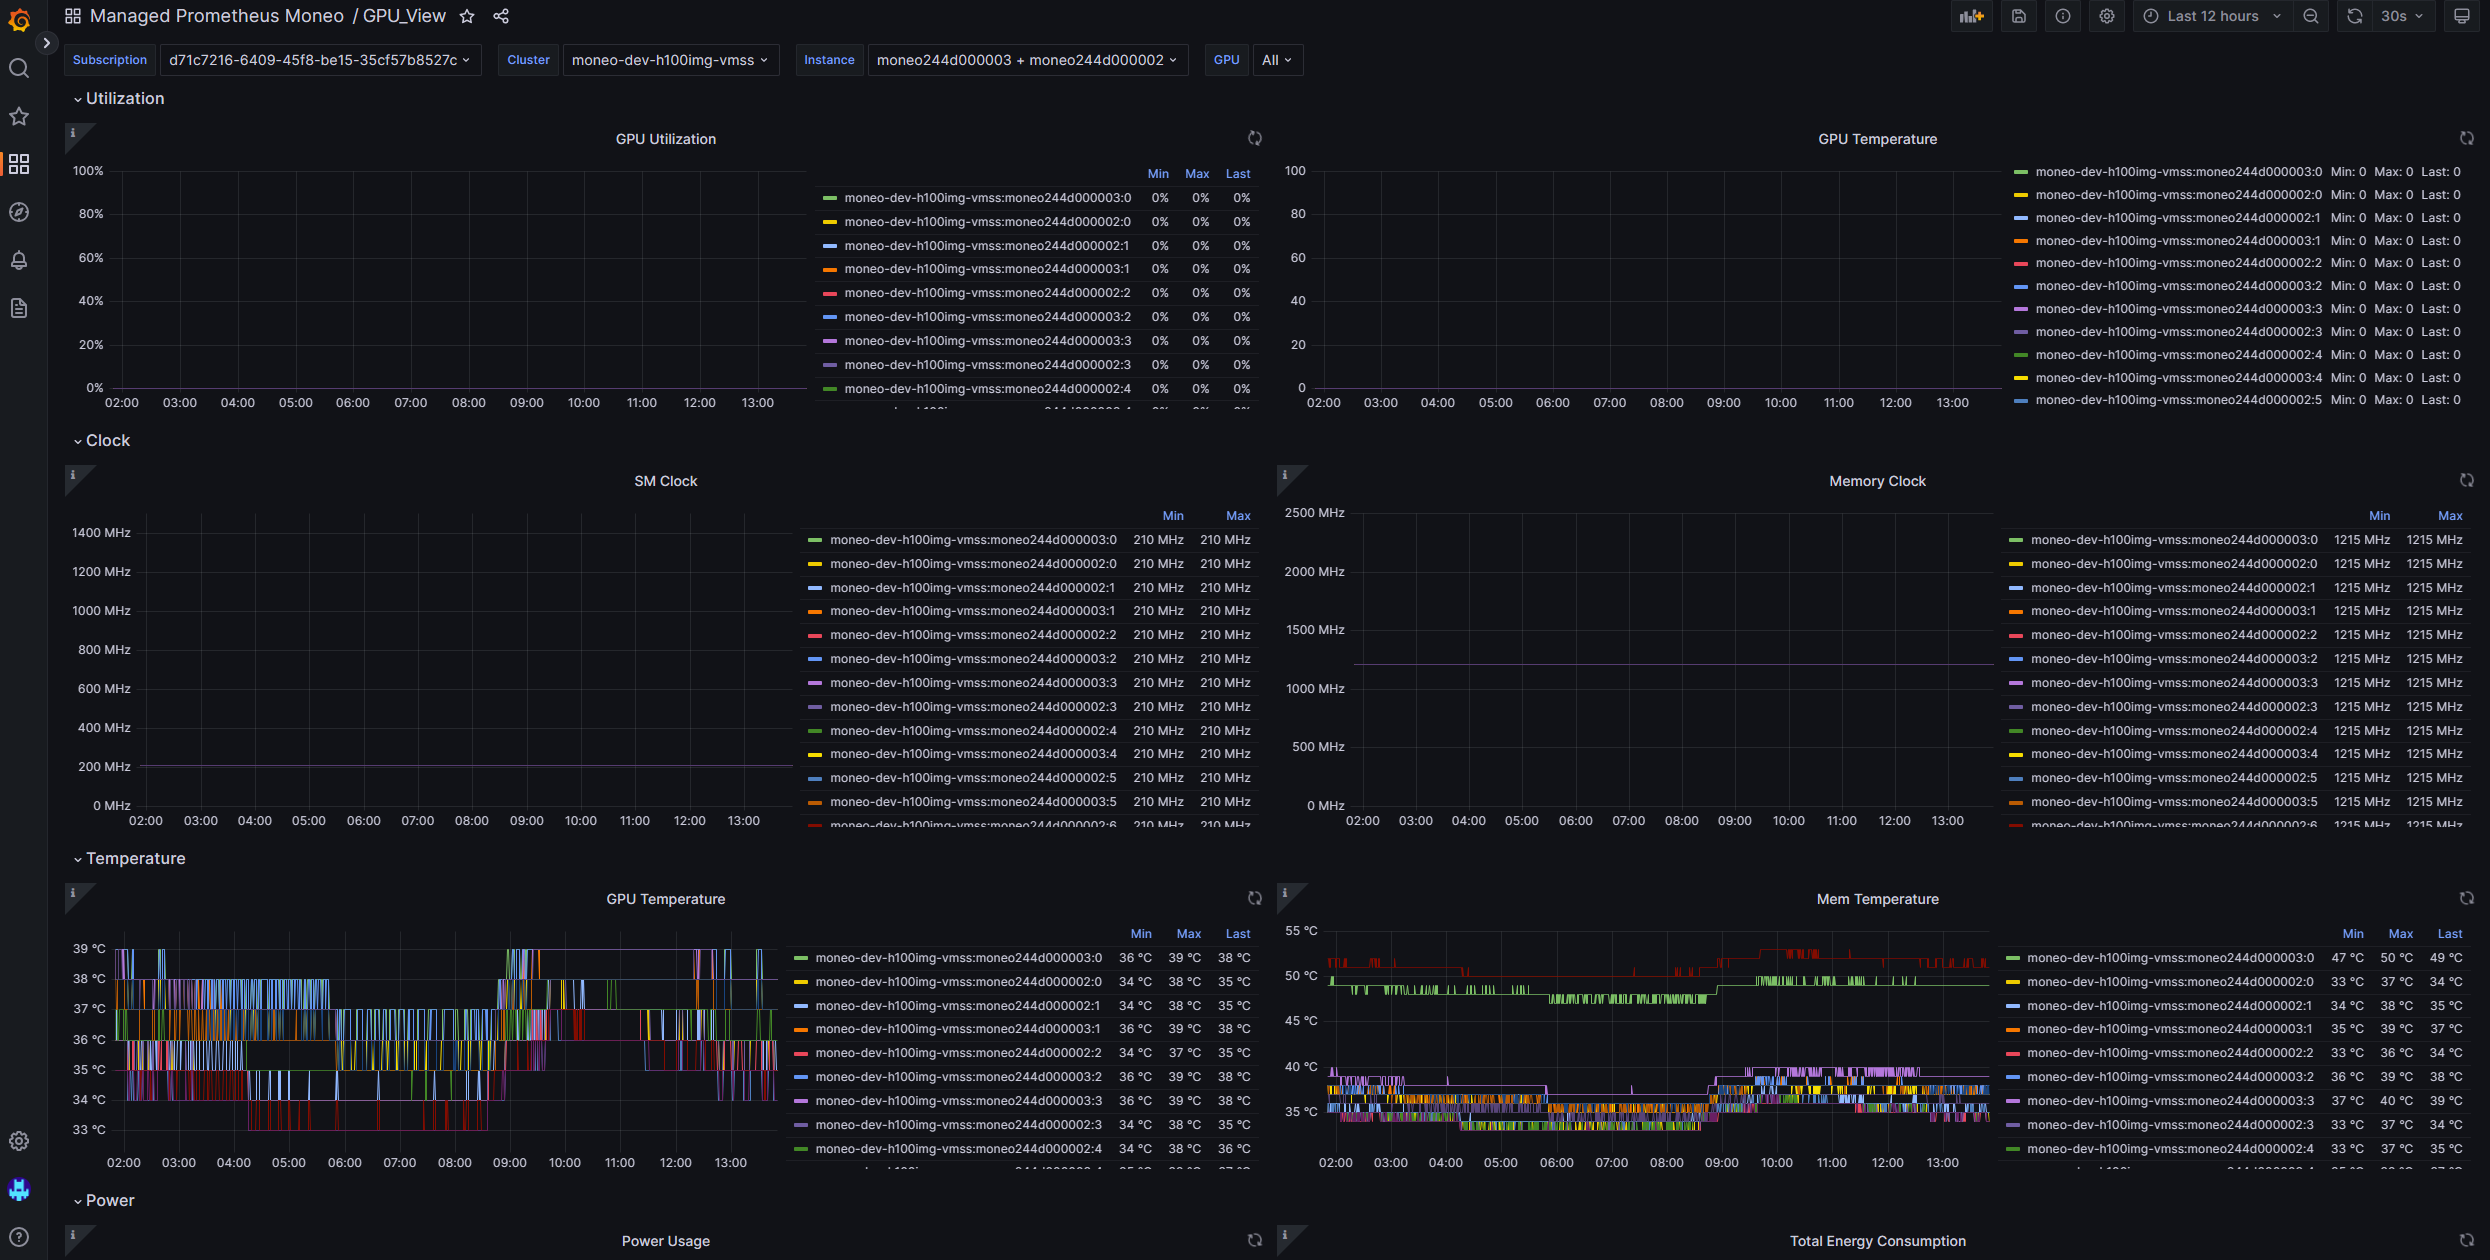 Managed Prometheus Moneo / GPU_View
Last 12 hours
30s
Subscription d71c7216-6409-45f8-be15-35cf57b8527c Cluster moneo-dev-h100img-vmss Instance moneo244d000003 + moneo244d000002 GPU All
Utilization
GPU Utilization
Min Max Last
100%
80%
60%
40%
20%
0%
02:00 03:00 04:00 05:00 06:00 07:00 08:00 09:00 10:00 11:00 12:00 13:00
moneo-dev-h100img-vmss:moneo244d000003:0 0% 0% 0%
moneo-dev-h100img-vmss:moneo244d000002:0 0% 0% 0%
moneo-dev-h100img-vmss:moneo244d000002:1 0% 0% 0%
moneo-dev-h100img-vmss:moneo244d000003:1 0% 0% 0%
moneo-dev-h100img-vmss:moneo244d000002:2 0% 0% 0%
moneo-dev-h100img-vmss:moneo244d000003:2 0% 0% 0%
moneo-dev-h100img-vmss:moneo244d000003:3 0% 0% 0%
moneo-dev-h100img-vmss:moneo244d000002:3 0% 0% 0%
moneo-dev-h100img-vmss:moneo244d000002:4 0% 0% 0%
GPU Temperature
100
80
60
40
20
0
02:00 03:00 04:00 05:00 06:00 07:00 08:00 09:00 10:00 11:00 12:00 13:00
moneo-dev-h100img-vmss:moneo244d000003:0 Min: 0 Max: 0 Last: 0
moneo-dev-h100img-vmss:moneo244d000002:0 Min: 0 Max: 0 Last: 0
moneo-dev-h100img-vmss:moneo244d000002:1 Min: 0 Max: 0 Last: 0
moneo-dev-h100img-vmss:moneo244d000003:1 Min: 0 Max: 0 Last: 0
moneo-dev-h100img-vmss:moneo244d000002:2 Min: 0 Max: 0 Last: 0
moneo-dev-h100img-vmss:moneo244d000003:2 Min: 0 Max: 0 Last: 0
moneo-dev-h100img-vmss:moneo244d000003:3 Min: 0 Max: 0 Last: 0
moneo-dev-h100img-vmss:moneo244d000002:3 Min: 0 Max: 0 Last: 0
moneo-dev-h100img-vmss:moneo244d000002:4 Min: 0 Max: 0 Last: 0
moneo-dev-h100img-vmss:moneo244d000003:4 Min: 0 Max: 0 Last: 0
moneo-dev-h100img-vmss:moneo244d000002:5 Min: 0 Max: 0 Last: 0
Clock
SM Clock
Min Max
1400 MHz
1200 MHz
1000 MHz
800 MHz
600 MHz
400 MHz
200 MHz
0 MHz
02:00 03:00 04:00 05:00 06:00 07:00 08:00 09:00 10:00 11:00 12:00 13:00
moneo-dev-h100img-vmss:moneo244d000003:0 210 MHz 210 MHz
moneo-dev-h100img-vmss:moneo244d000002:0 210 MHz 210 MHz
moneo-dev-h100img-vmss:moneo244d000002:1 210 MHz 210 MHz
moneo-dev-h100img-vmss:moneo244d000003:1 210 MHz 210 MHz
moneo-dev-h100img-vmss:moneo244d000002:2 210 MHz 210 MHz
moneo-dev-h100img-vmss:moneo244d000003:2 210 MHz 210 MHz
moneo-dev-h100img-vmss:moneo244d000003:3 210 MHz 210 MHz
moneo-dev-h100img-vmss:moneo244d000002:3 210 MHz 210 MHz
moneo-dev-h100img-vmss:moneo244d000002:4 210 MHz 210 MHz
moneo-dev-h100img-vmss:moneo244d000003:4 210 MHz 210 MHz
moneo-dev-h100img-vmss:moneo244d000002:5 210 MHz 210 MHz
moneo-dev-h100img-vmss:moneo244d000003:5 210 MHz 210 MHz
moneo-dev-h100img-vmss:moneo244d000002:6 210 MHz 210 MHz
Memory Clock
Min Max
2500 MHz
2000 MHz
1500 MHz
1000 MHz
500 MHz
0 MHz
02:00 03:00 04:00 05:00 06:00 07:00 08:00 09:00 10:00 11:00 12:00 13:00
moneo-dev-h100img-vmss:moneo244d000003:0 1215 MHz 1215 MHz
moneo-dev-h100img-vmss:moneo244d000002:0 1215 MHz 1215 MHz
moneo-dev-h100img-vmss:moneo244d000002:1 1215 MHz 1215 MHz
moneo-dev-h100img-vmss:moneo244d000003:1 1215 MHz 1215 MHz
moneo-dev-h100img-vmss:moneo244d000002:2 1215 MHz 1215 MHz
moneo-dev-h100img-vmss:moneo244d000003:2 1215 MHz 1215 MHz
moneo-dev-h100img-vmss:moneo244d000003:3 1215 MHz 1215 MHz
moneo-dev-h100img-vmss:moneo244d000002:3 1215 MHz 1215 MHz
moneo-dev-h100img-vmss:moneo244d000002:4 1215 MHz 1215 MHz
moneo-dev-h100img-vmss:moneo244d000003:4 1215 MHz 1215 MHz
moneo-dev-h100img-vmss:moneo244d000002:5 1215 MHz 1215 MHz
moneo-dev-h100img-vmss:moneo244d000003:5 1215 MHz 1215 MHz
moneo-dev-h100img-vmss:moneo244d000002:6 1215 MHz 1215 MHz
Temperature
GPU Temperature
Min Max Last
39 °C
38 °C
37 °C
36 °C
35 °C
34 °C
33 °C
02:00 03:00 04:00 05:00 06:00 07:00 08:00 09:00 10:00 11:00 12:00 13:00
moneo-dev-h100img-vmss:moneo244d000003:0 36 °C 39 °C 38 °C
moneo-dev-h100img-vmss:moneo244d000002:0 34 °C 38 °C 35 °C
moneo-dev-h100img-vmss:moneo244d000002:1 34 °C 38 °C 35 °C
moneo-dev-h100img-vmss:moneo244d000003:1 36 °C 39 °C 38 °C
moneo-dev-h100img-vmss:moneo244d000002:2 34 °C 37 °C 35 °C
moneo-dev-h100img-vmss:moneo244d000003:2 36 °C 39 °C 38 °C
moneo-dev-h100img-vmss:moneo244d000003:3 36 °C 39 °C 38 °C
moneo-dev-h100img-vmss:moneo244d000002:3 34 °C 38 °C 35 °C
moneo-dev-h100img-vmss:moneo244d000002:4 34 °C 38 °C 36 °C
Mem Temperature
Min Max Last
55 °C
50 °C
45 °C
40 °C
35 °C
02:00 03:00 04:00 05:00 06:00 07:00 08:00 09:00 10:00 11:00 12:00 13:00
moneo-dev-h100img-vmss:moneo244d000003:0 47 °C 50 °C 49 °C
moneo-dev-h100img-vmss:moneo244d000002:0 33 °C 37 °C 34 °C
moneo-dev-h100img-vmss:moneo244d000002:1 34 °C 38 °C 35 °C
moneo-dev-h100img-vmss:moneo244d000003:1 35 °C 39 °C 37 °C
moneo-dev-h100img-vmss:moneo244d000002:2 33 °C 36 °C 34 °C
moneo-dev-h100img-vmss:moneo244d000003:2 36 °C 39 °C 38 °C
moneo-dev-h100img-vmss:moneo244d000003:3 37 °C 40 °C 39 °C
moneo-dev-h100img-vmss:moneo244d000002:3 33 °C 37 °C 34 °C
moneo-dev-h100img-vmss:moneo244d000002:4 33 °C 37 °C 35 °C
Power
Power Usage
Total Energy Consumption